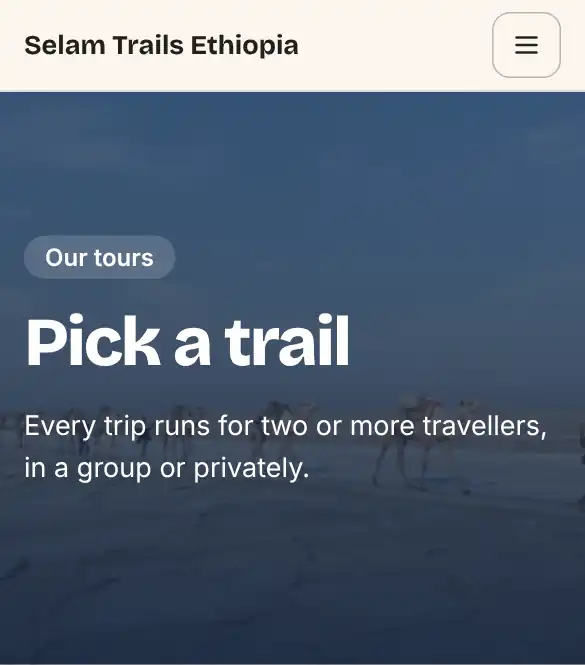 Selam Trails Ethiopia
Our tours
Pick a trail
Every trip runs for two or more travellers,
in a group or privately.